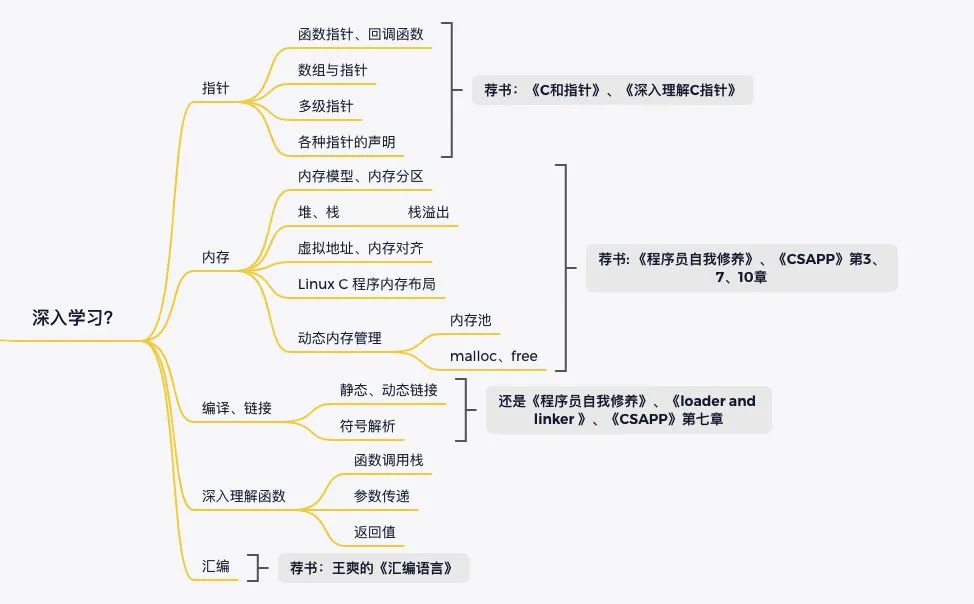 函数指针、回调函数
数组与指针
指针
多级指针
各种指针的声明
荐书：《C和指针》、《深入理解C指针》
内存模型、内存分区
堆、栈 栈溢出
内存
虚拟地址、内存对齐
Linux C 程序内存布局
动态内存管理
内存池
malloc、free
荐书:《程序员自我修养》、《CSAPP》第3、
7、10章
深入学习？
静态、动态链接
编译、链接
符号解析
还是《程序员自我修养》、《loader and
linker 》、《CSAPP》第七章
函数调用栈
深入理解函数
参数传递
返回值
汇编
荐书：王爽的《汇编语言》